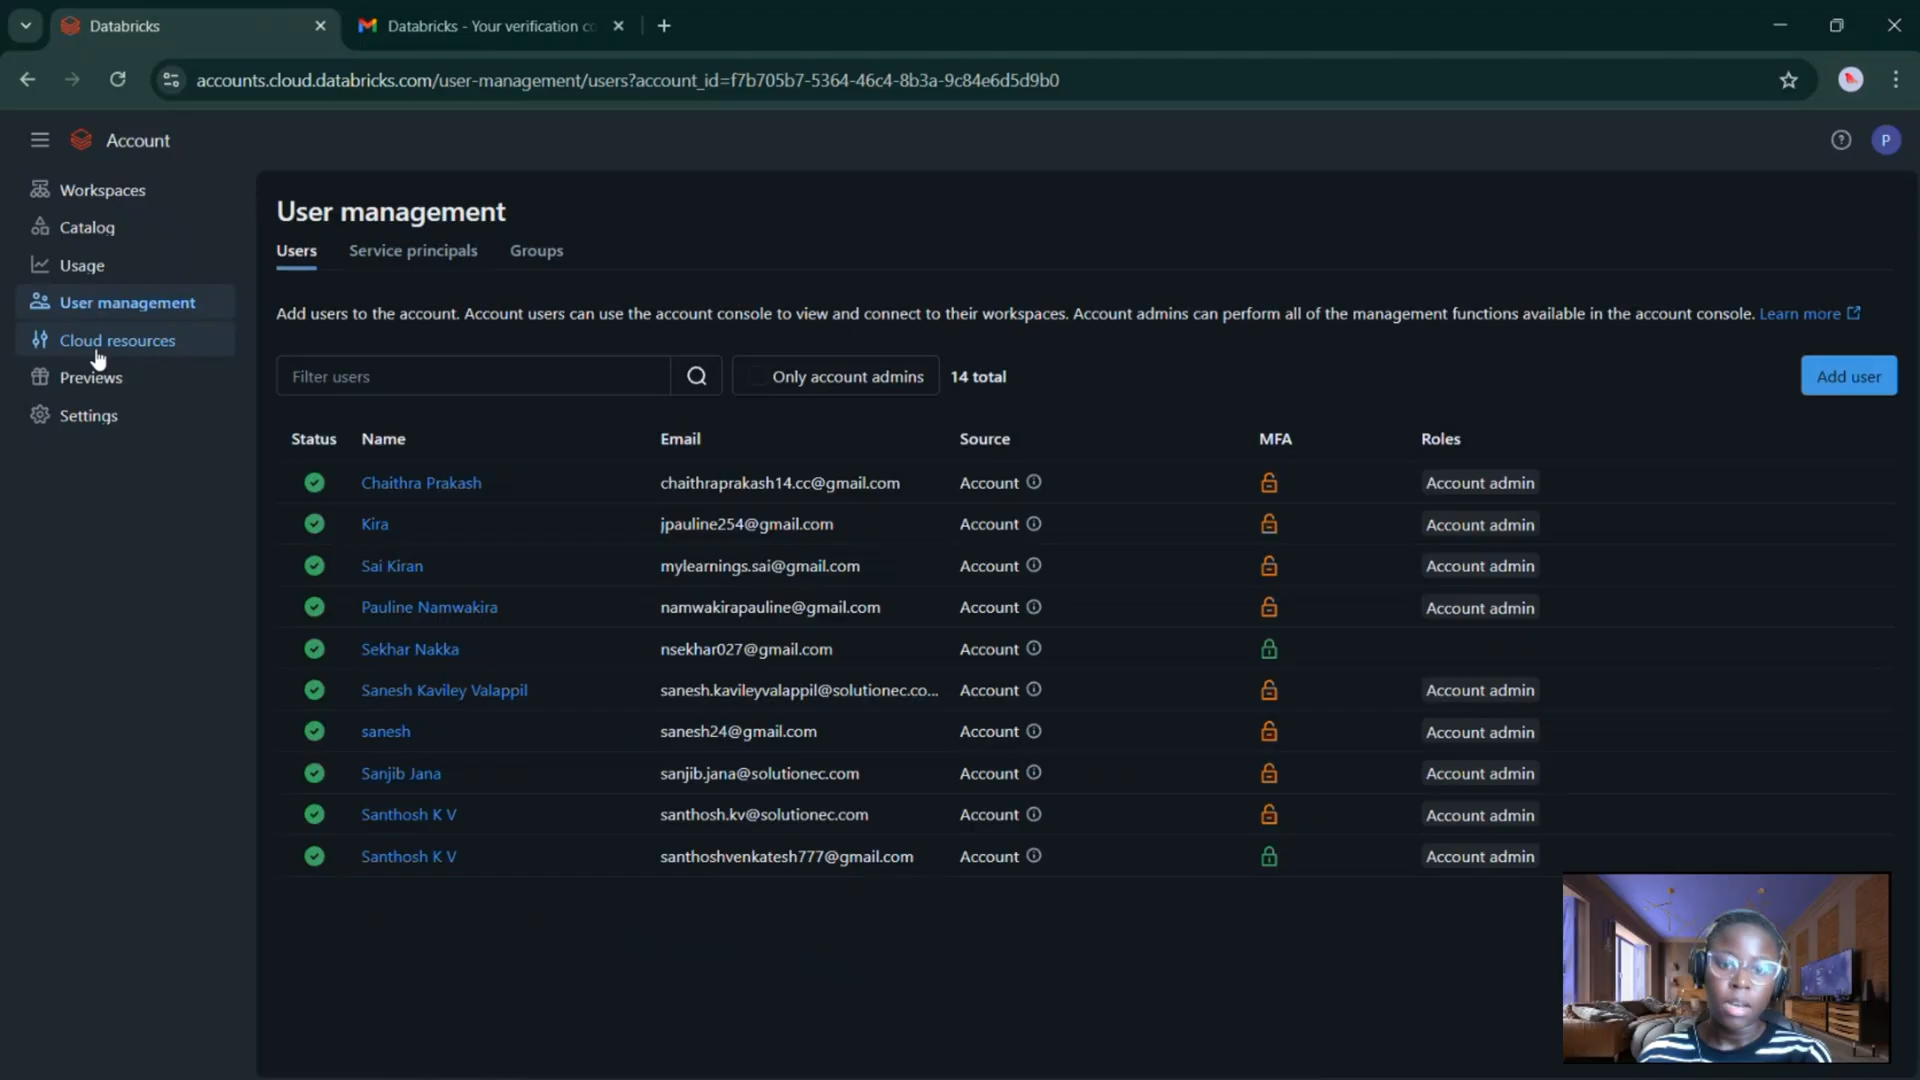 Databricks
Databricks - Your verification co
accounts.cloud.databricks.com/user-management/users?account_id=f7b705b7-5364-46c4-8b3a-9c84e6d5d9b0
Account
P
Workspaces
Catalog
Usage
User management
Cloud resources
Previews
Settings
User management
Users Service principals Groups
Add users to the account. Account users can use the account console to view and connect to their workspaces. Account admins can perform all of the management functions available in the account console. Learn more
Filter users
Only account admins
14 total
Add user
Status Name Email Source MFA Roles
Chaithra Prakash chaithraprakash14.cc@gmail.com Account Account admin
Kira jpauline254@gmail.com Account Account admin
Sai Kiran mylearnings.sai@gmail.com Account Account admin
Pauline Namwakira namwakirapauline@gmail.com Account Account admin
Sekhar Nakka nsekhar027@gmail.com Account
Sanesh Kaviley Valappil sanesh.kavileyvalappil@solutionec.co... Account Account admin
sanesh sanesh24@gmail.com Account Account admin
Sanjib Jana sanjib.jana@solutionec.com Account Account admin
Santhosh K V santhosh.kv@solutionec.com Account Account admin
Santhosh K V santhoshvenkatesh777@gmail.com Account Account admin